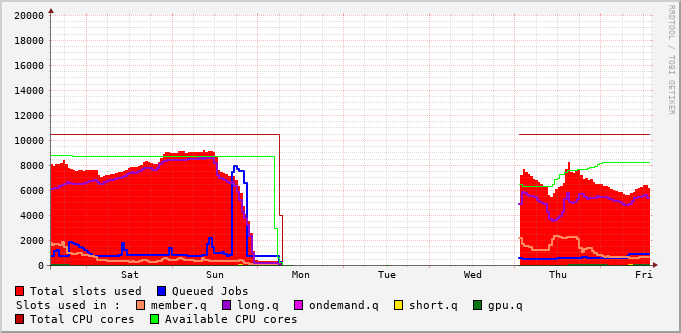 20000
18000
16000
14000
12000
10000
8000
6000
4000
2000
0
Sat Sun Mon Tue Wed Thu Fri
Total slots used Queued Jobs
Slots used in : member.q long.q ondemand.q short.q gpu.q
Total CPU cores Available CPU cores
RRDTOOL / TOBI OETIKER